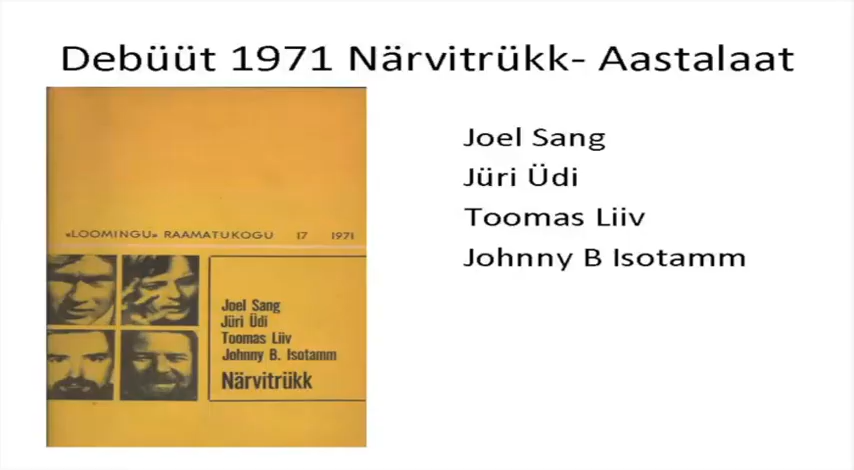 Debüüt 1971 Närvitrükk- Aastalaat
Joel Sang
Jüri Üdi
Toomas Liiv
Johnny B Isotamm
«LOOMINGU» RAAMATUKOGU 17 1971
Joel Sang
Jüri Üdi
Toomas Liiv
Johnny B. Isotamm
Närvitrükk